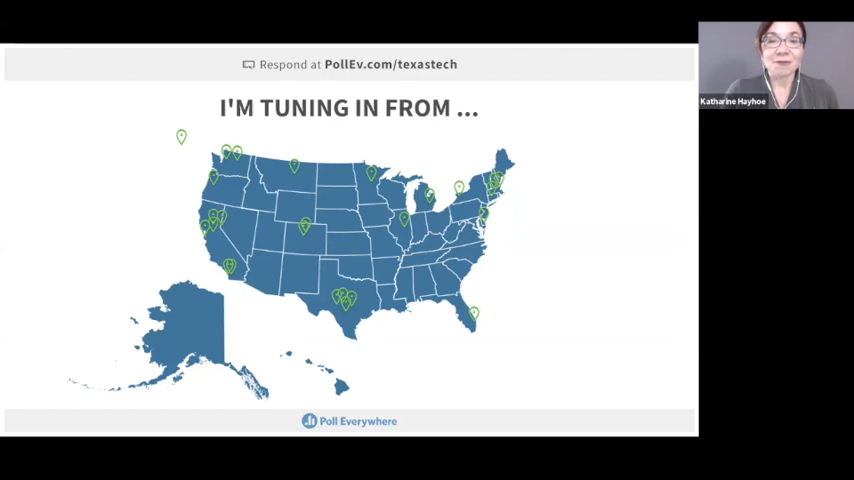 Respond at PollEv.com/texastech
I'M TUNING IN FROM ...
Katharine Hayhoe
Poll Everywhere